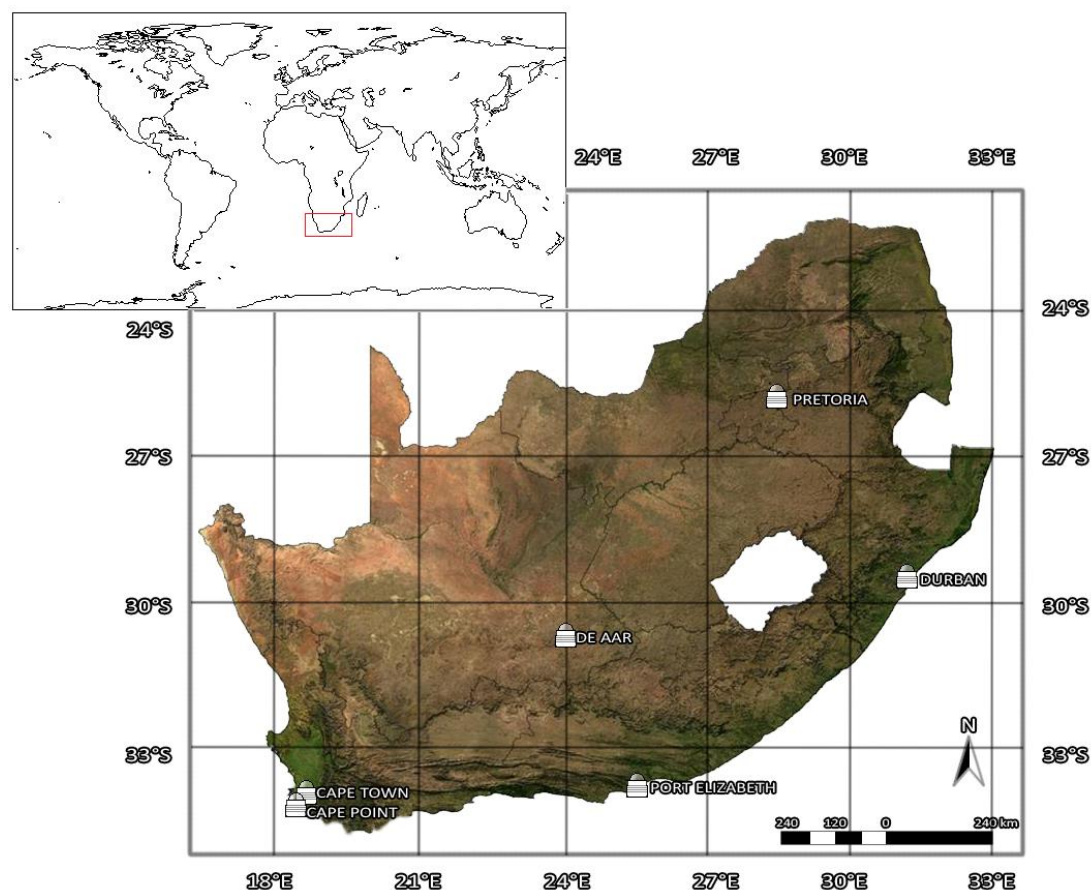 24°E 27°E 30°E 33°E
24°S 24°S
PRETORIA
27°S 27°S
DURBAN
30°S 30°S
DE AAR
N
33°S 33°S
PORT ELIZABETH
CAPE TOWN
CAPE POINT
240 120 0 240 km
18°E 21°E 24°E 27°E 30°E 33°E